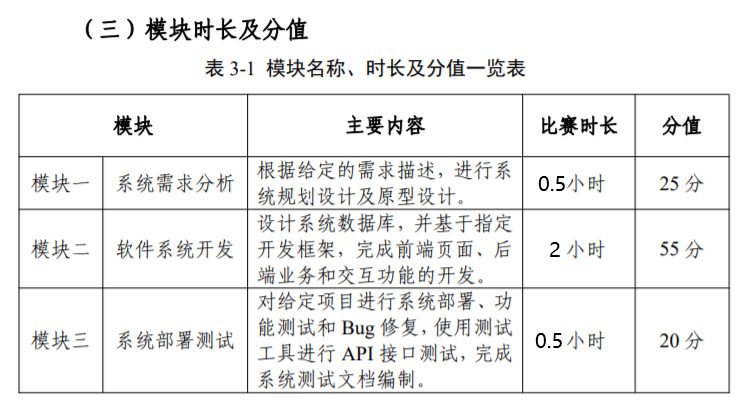 （三）模块时长及分值
表 3-1 模块名称、时长及分值一览表
模块 主要内容 比赛时长 分值
模块一 系统需求分析 根据给定的需求描述，进行系
统规划设计及原型设计。 0.5小时 25 分
模块二 软件系统开发 设计系统数据库，并基于指定
开发框架，完成前端页面、后
端业务和交互功能的开发。 2 小时 55 分
模块三 系统部署测试 对给定项目进行系统部署、功
能测试和 Bug 修复，使用测试
工具进行 API 接口测试，完成
系统测试文档编制。 0.5 小时 20 分